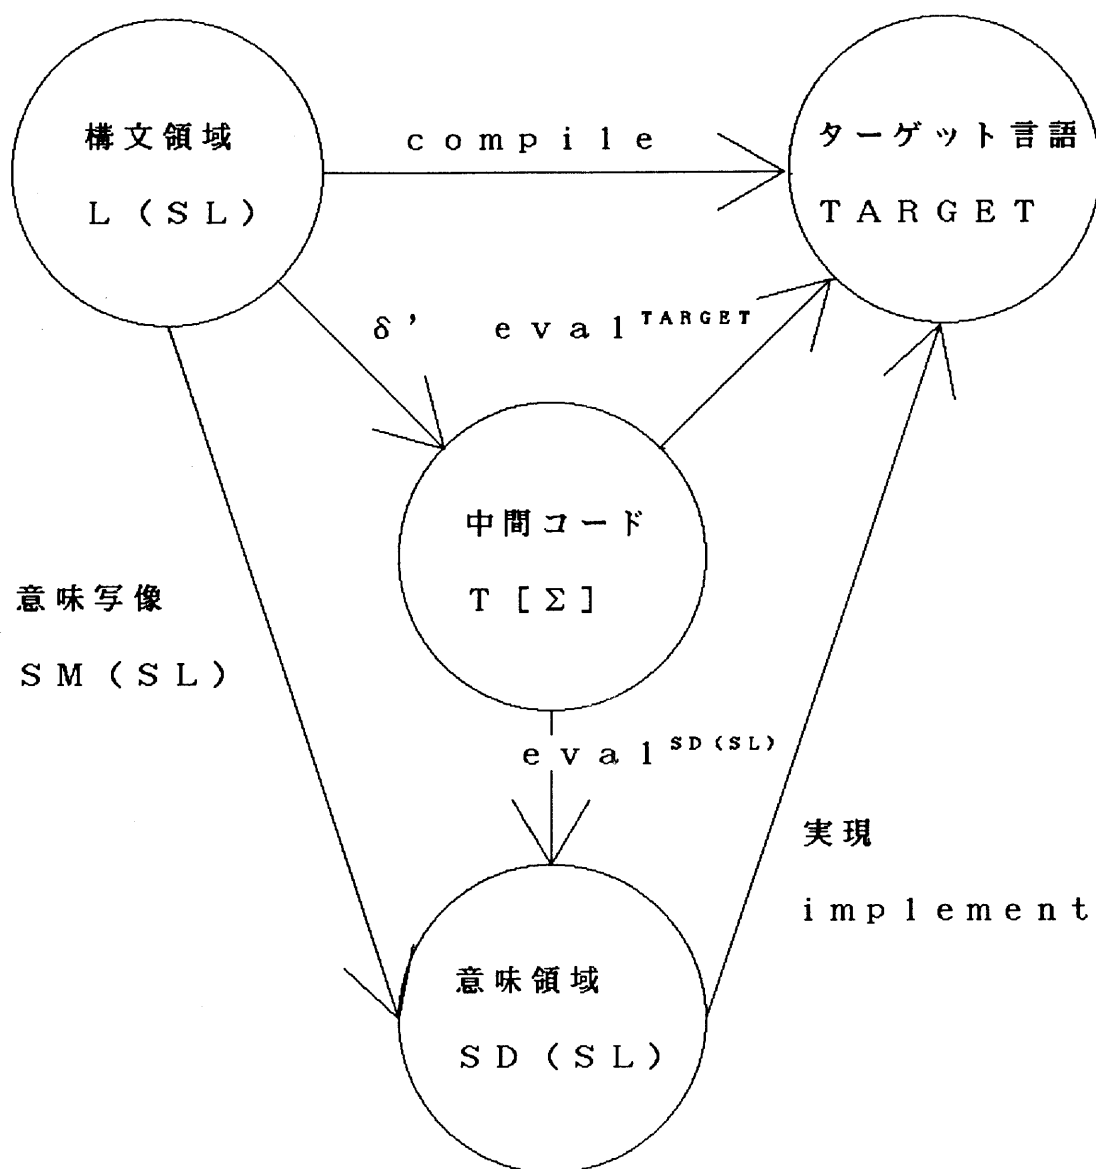 構文領域
L(SL)
compile
ターゲット言語
TARGET
δ’ eval^TARGET
中間コード
T[Σ]
意味写像
SM(SL)
eval^SD(SL)
実現
implement
意味領域
SD(SL)